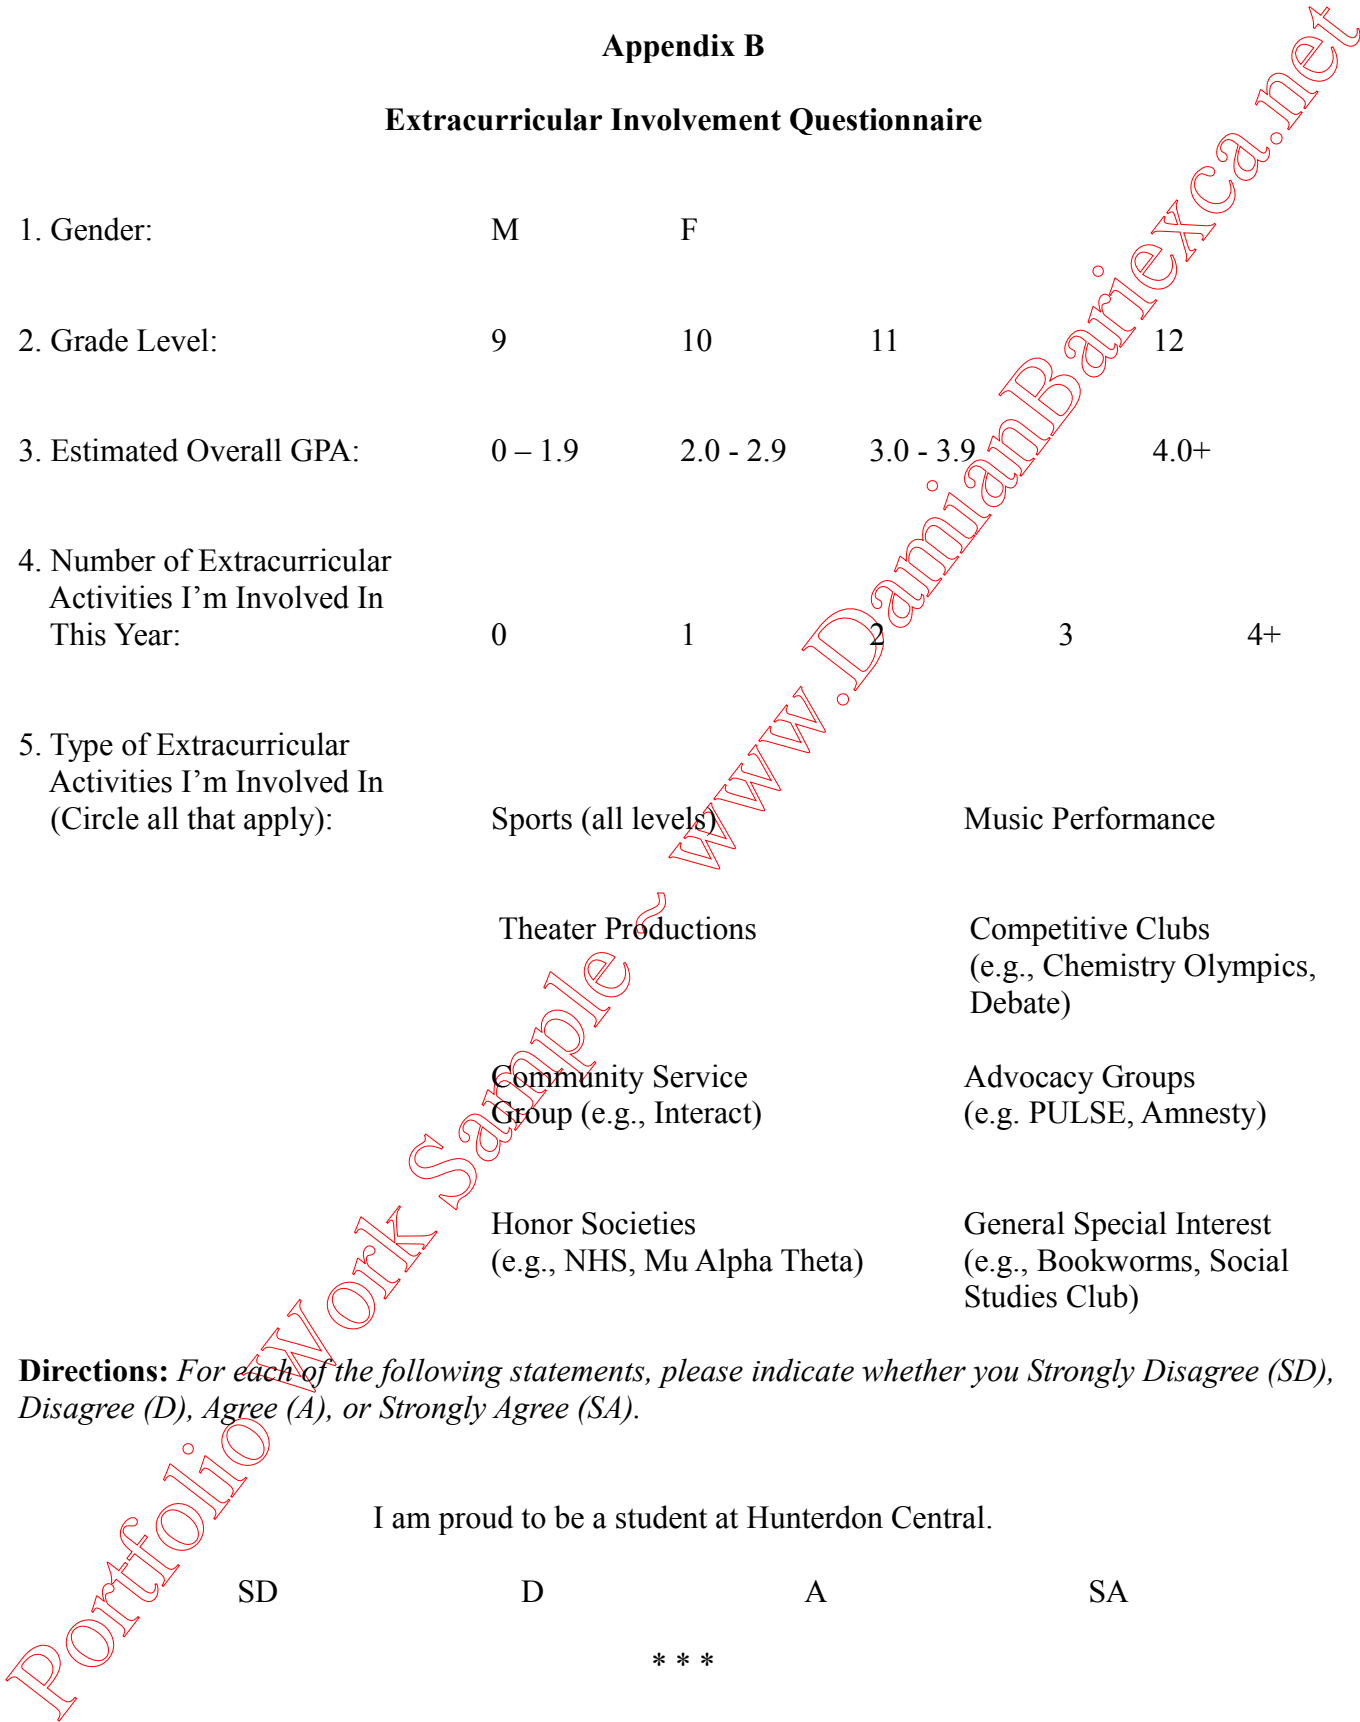 Appendix B
Extracurricular Involvement Questionnaire
1. Gender: M F
2. Grade Level: 9 10 11 12
3. Estimated Overall GPA: 0 – 1.9 2.0 - 2.9 3.0 - 3.9 4.0+
4. Number of Extracurricular
Activities I’m Involved In
This Year: 0 1 2 3 4+
5. Type of Extracurricular
Activities I’m Involved In
(Circle all that apply): Sports (all levels) Music Performance
Theater Productions Competitive Clubs
(e.g., Chemistry Olympics,
Debate)
Community Service Advocacy Groups
Group (e.g., Interact) (e.g. PULSE, Amnesty)
Honor Societies General Special Interest
(e.g., NHS, Mu Alpha Theta) (e.g., Bookworms, Social
Studies Club)
Directions: For each of the following statements, please indicate whether you Strongly Disagree (SD),
Disagree (D), Agree (A), or Strongly Agree (SA).
I am proud to be a student at Hunterdon Central.
SD D A SA
* * *
Portfolio Work Sample ~ www.DamianBariexca.net